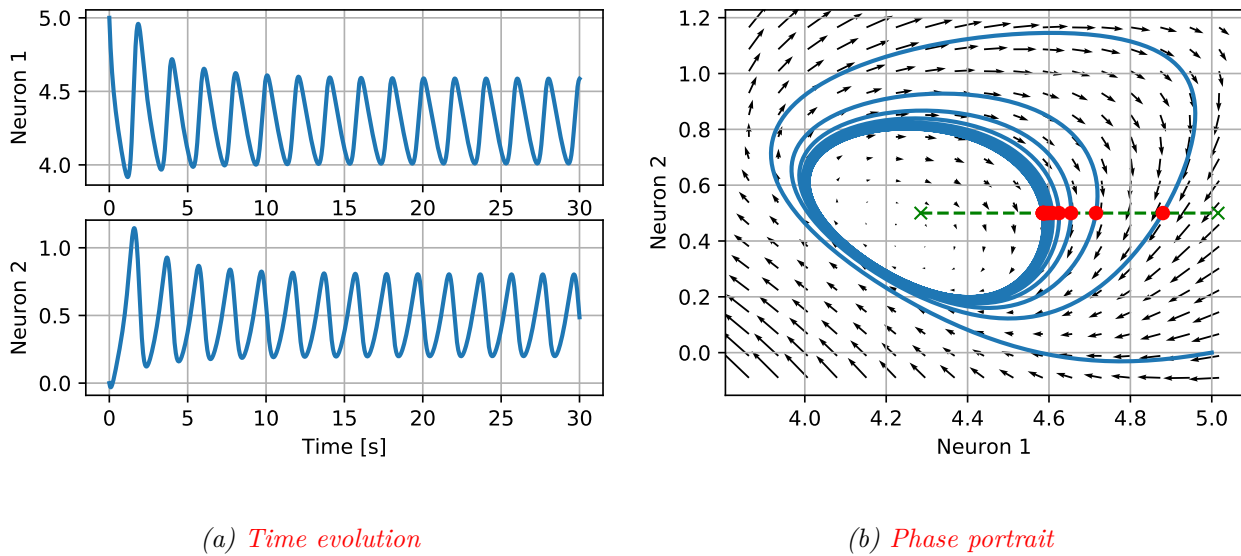 5.0
4.5
4.0
Neuron 1
0 5 10 15 20 25 30
1.0
0.5
0.0
Neuron 2
0 5 10 15 20 25 30
Time [s]
(a) Time evolution
1.2
1.0
0.8
0.6
0.4
0.2
0.0
Neuron 2
4.0 4.2 4.4 4.6 4.8 5.0
Neuron 1
(b) Phase portrait